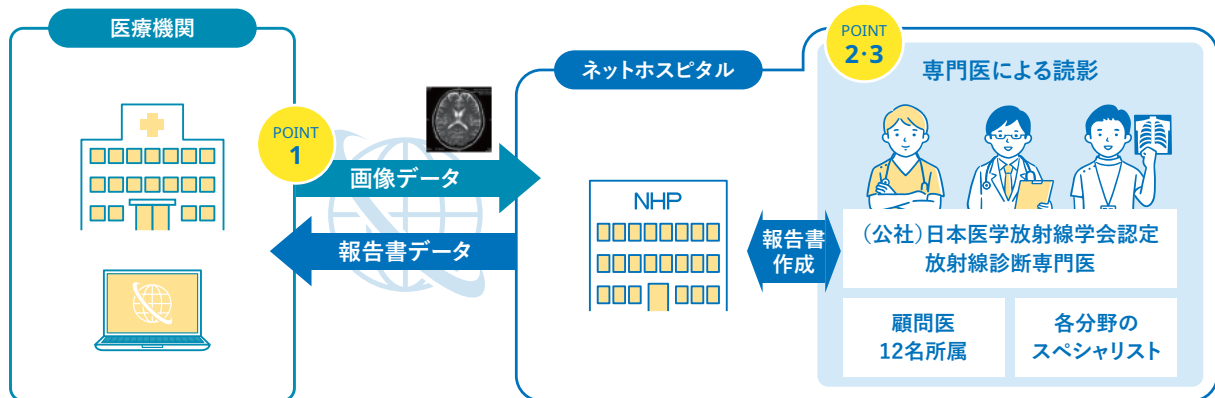 医療機関
POINT
1
画像データ
報告書データ
ネットホスピタル
NHP
報告書
作成
POINT
2・3
専門医による読影
（公社）日本医学放射線学会認定
放射線診断専門医
顧問医
12名所属
各分野の
スペシャリスト